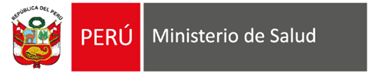 REPÚBLICA DEL PERÚ
PERÚ
Ministerio de Salud